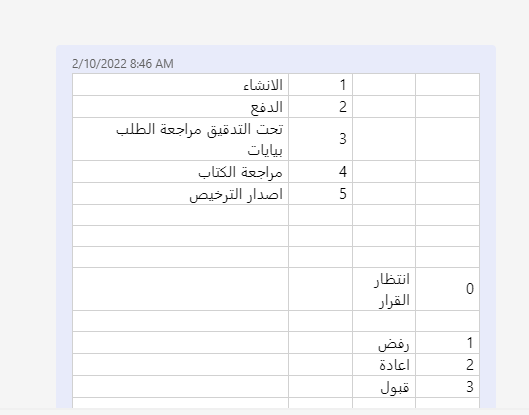 2/10/2022 8:46 AM
1 الانشاء
2 الدفع
3 تحت التدقيق مراجعة الطلب
بيايات
4 مراجعة الكتاب
5 اصدار الترخيص
0 انتظار
القرار
1 رفض
2 اعادة
3 قبول